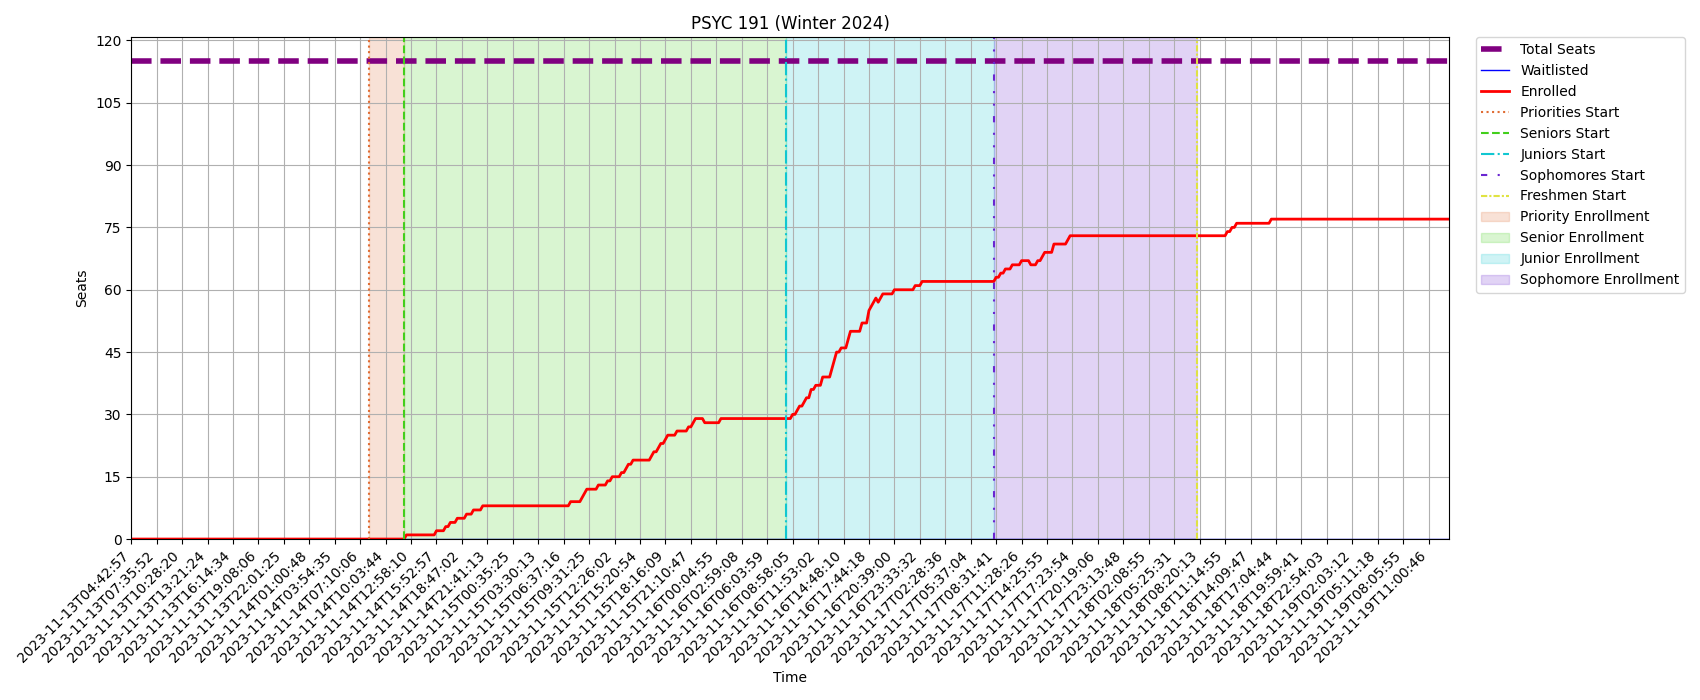 PSYC 191 (Winter 2024)
Seats
120
105
90
75
60
45
30
15
0
2023-11-13T04:42:57
2023-11-13T07:35:52
2023-11-13T10:28:20
2023-11-13T13:21:24
2023-11-13T16:14:34
2023-11-13T19:08:06
2023-11-13T22:01:25
2023-11-14T01:00:48
2023-11-14T03:54:35
2023-11-14T07:10:06
2023-11-14T10:03:44
2023-11-14T12:58:10
2023-11-14T15:52:57
2023-11-14T18:47:02
2023-11-14T21:41:13
2023-11-15T00:35:23
2023-11-15T03:30:13
2023-11-15T06:37:16
2023-11-15T09:31:25
2023-11-15T12:26:02
2023-11-15T15:20:54
2023-11-15T18:16:09
2023-11-15T21:10:47
2023-11-16T00:04:55
2023-11-16T02:59:08
2023-11-16T06:03:59
2023-11-16T08:58:05
2023-11-16T11:53:02
2023-11-16T14:48:10
2023-11-16T17:44:18
2023-11-16T20:39:00
2023-11-16T23:33:32
2023-11-17T02:28:36
2023-11-17T05:37:04
2023-11-17T08:31:41
2023-11-17T11:28:26
2023-11-17T14:25:55
2023-11-17T17:23:54
2023-11-17T20:19:06
2023-11-17T23:13:48
2023-11-18T02:08:55
2023-11-18T05:25:31
2023-11-18T08:20:13
2023-11-18T11:14:55
2023-11-18T14:09:47
2023-11-18T17:04:44
2023-11-18T19:59:41
2023-11-18T22:54:03
2023-11-19T02:03:12
2023-11-19T05:11:18
2023-11-19T08:05:55
2023-11-19T11:00:46
Time
Total Seats
Waitlisted
Enrolled
Priorities Start
Seniors Start
Juniors Start
Sophomores Start
Freshmen Start
Priority Enrollment
Senior Enrollment
Junior Enrollment
Sophomore Enrollment